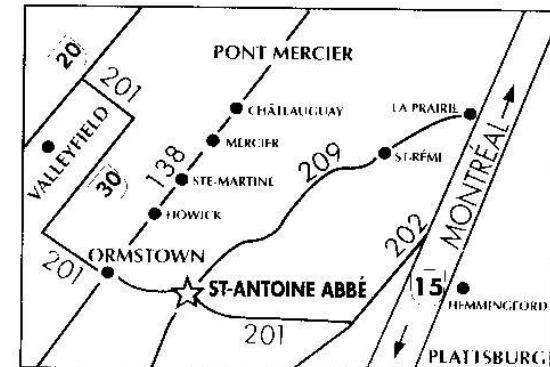 20
201
PONT MERCIER
CHÂTEAUGUAY
LA PRAIRIE
MERCIER
VALLEYFIELD
138
209
ST-RÉMI
MONTRÉAL
30
STE-MARTINE
HOWICK
202
201
ORMSTOWN
ST-ANTOINE ABBÉ
15
HEMMINGFORD
201
PLATTSBURG